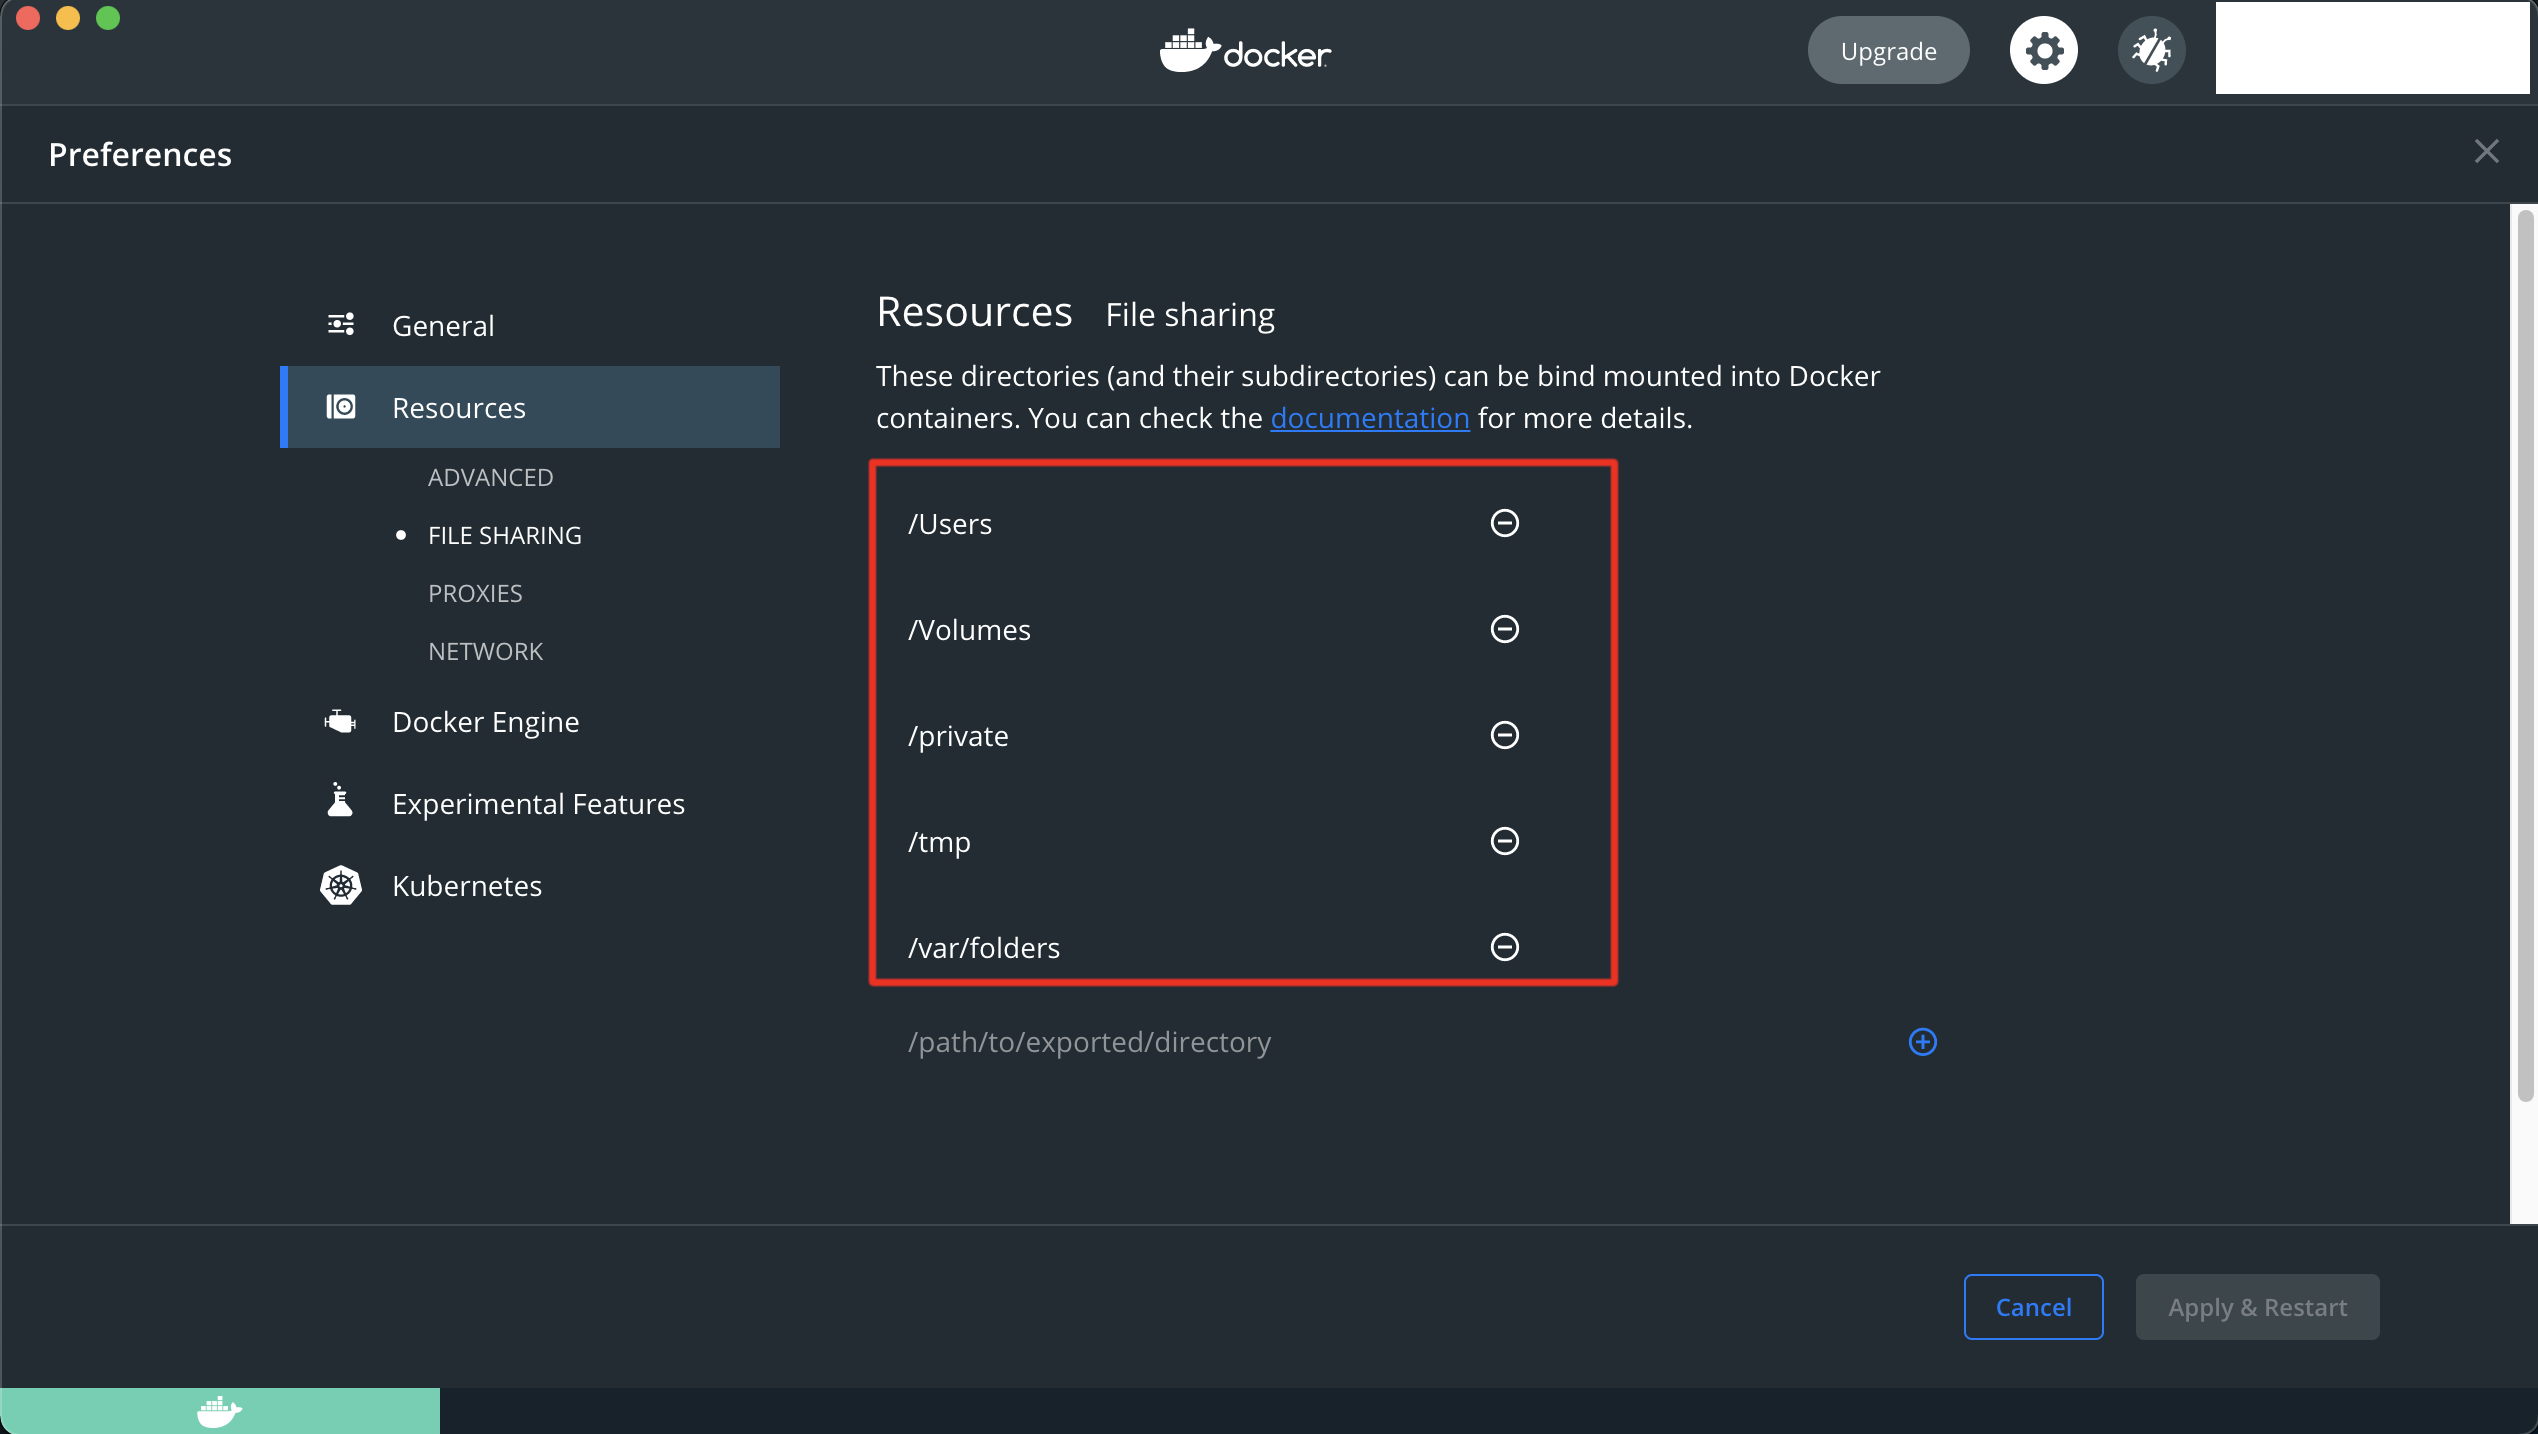 docker
Upgrade
Preferences
General
Resources
ADVANCED
FILE SHARING
PROXIES
NETWORK
Docker Engine
Experimental Features
Kubernetes
Resources File sharing
These directories (and their subdirectories) can be bind mounted into Docker
containers. You can check the documentation for more details.
/Users
/Volumes
/private
/tmp
/var/folders
/path/to/exported/directory
Cancel
Apply & Restart